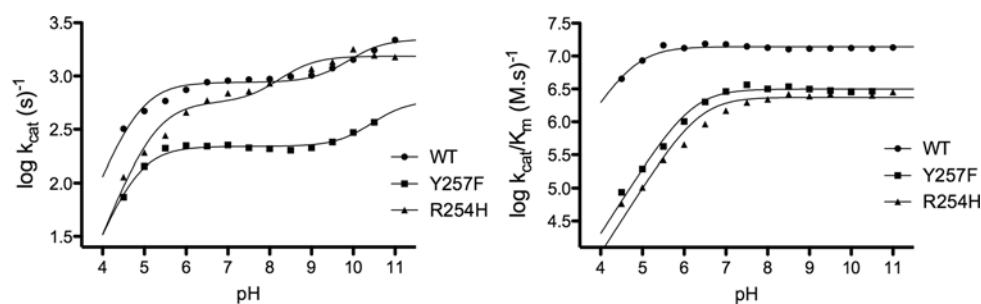 log k_cat (s)^-1
3.5
3.0
2.5
2.0
1.5
4 5 6 7 8 9 10 11
pH
WT
Y257F
R254H
log k_cat/K_m (M.s)^-1
7.5
7.0
6.5
6.0
5.5
5.0
4.5
4 5 6 7 8 9 10 11
pH
WT
Y257F
R254H